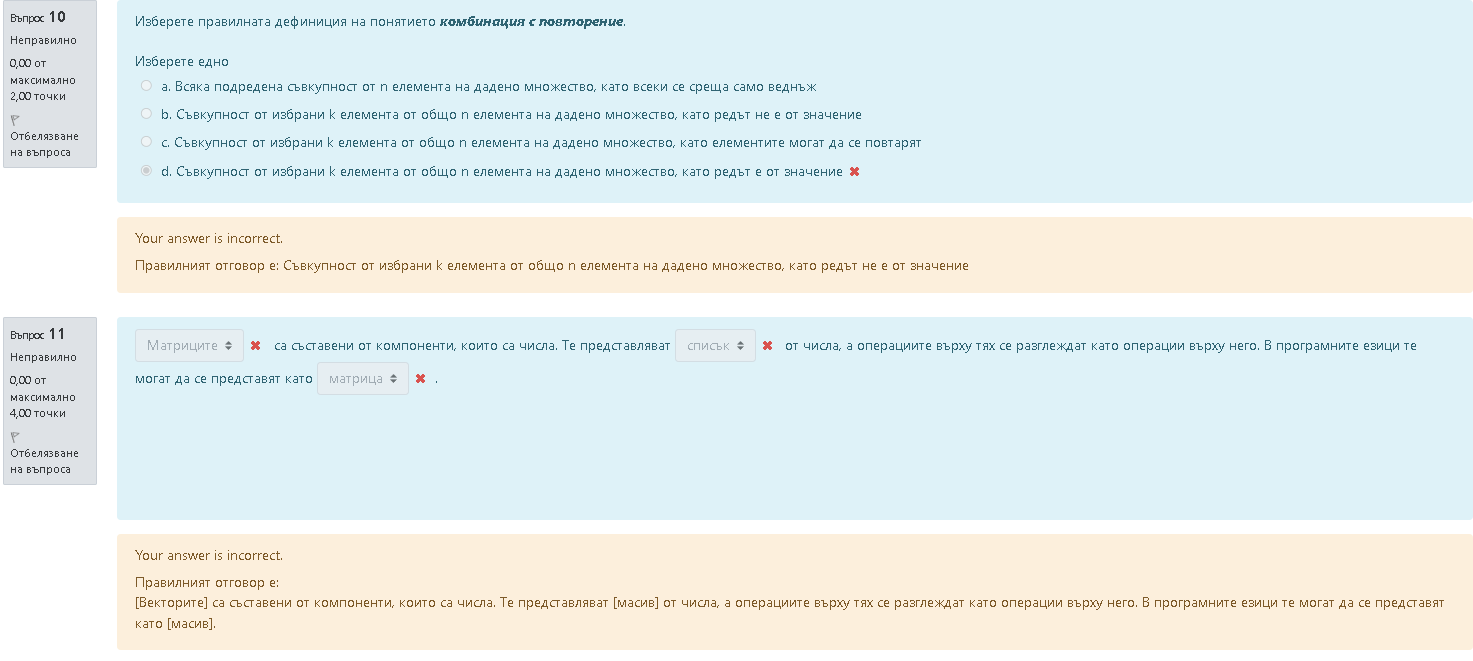 Въпрос 10
Неправилно
0,00 от
максимално
2,00 точки
Отбелязване
на въпроса
Изберете правилната дефиниция на понятието комбинация с повторение.
Изберете едно
a. Всяка подредена съвкупност от n елемента на дадено множество, като всеки се среща само веднъж
b. Съвкупност от избрани k елемента от общо n елемента на дадено множество, като редът не е от значение
c. Съвкупност от избрани k елемента от общо n елемента на дадено множество, като елементите могат да се повтарят
d. Съвкупност от избрани k елемента от общо n елемента на дадено множество, като редът е от значение
Your answer is incorrect.
Правилният отговор е: Съвкупност от избрани k елемента от общо n елемента на дадено множество, като редът не е от значение
Въпрос 11
Неправилно
0,00 от
максимално
4,00 точки
Отбелязване
на въпроса
Матриците са съставени от компоненти, които са числа. Те представляват списък от числа, а операциите върху тях се разглеждат като операции върху него. В програмните езици те
могат да се представят като матрица .
Your answer is incorrect.
Правилният отговор е:
[Векторите] са съставени от компоненти, които са числа. Те представляват [масив] от числа, а операциите върху тях се разглеждат като операции върху него. В програмните езици те могат да се представят
като [масив].